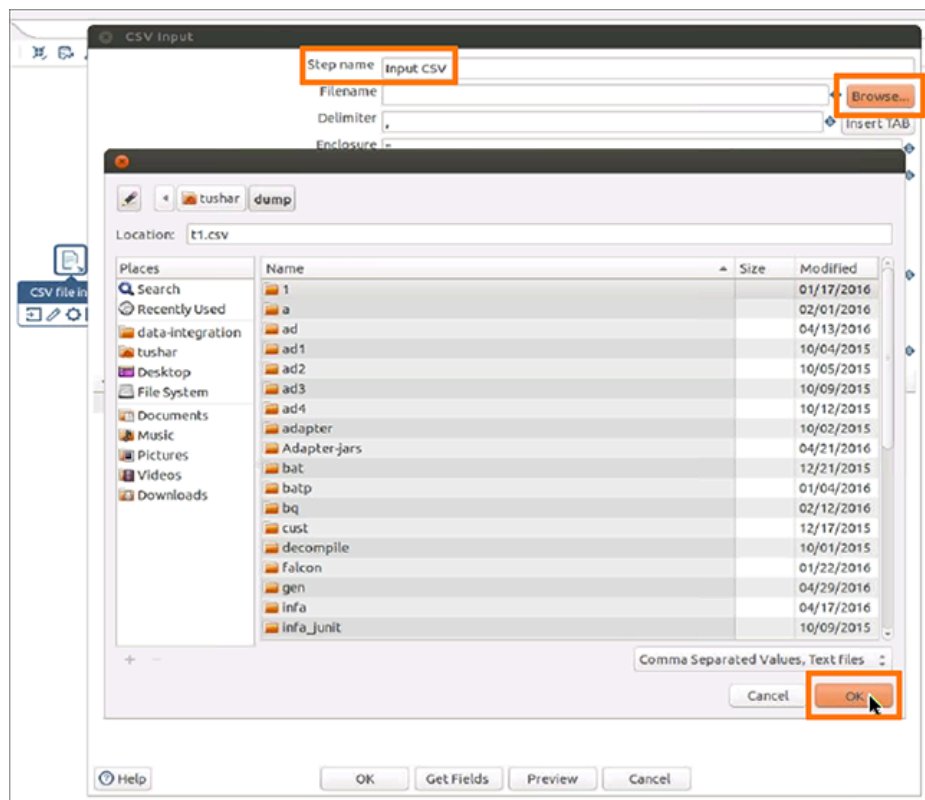 CSV Input
Step name Input CSV
Filename Browse...
Delimiter , Insert TAB
Enclosure "
tushar dump
Location: t1.csv
Places Name Size Modified
Search 1 01/17/2016
Recently Used a 02/01/2016
data-integration ad 04/13/2016
tushar ad1 10/04/2015
Desktop ad2 10/05/2015
File System ad3 10/09/2015
ad4 10/12/2015
Documents adapter 10/02/2015
Music Adapter-jars 04/21/2016
Pictures bat 12/21/2015
Videos batp 01/04/2016
Downloads bq 02/12/2016
cust 12/17/2015
decompile 10/01/2015
falcon 01/22/2016
gen 04/29/2016
infa 04/17/2016
infa_junit 10/09/2015
CSV file in
Comma Separated Values, Text files
Cancel OK
Help OK Get Fields Preview Cancel